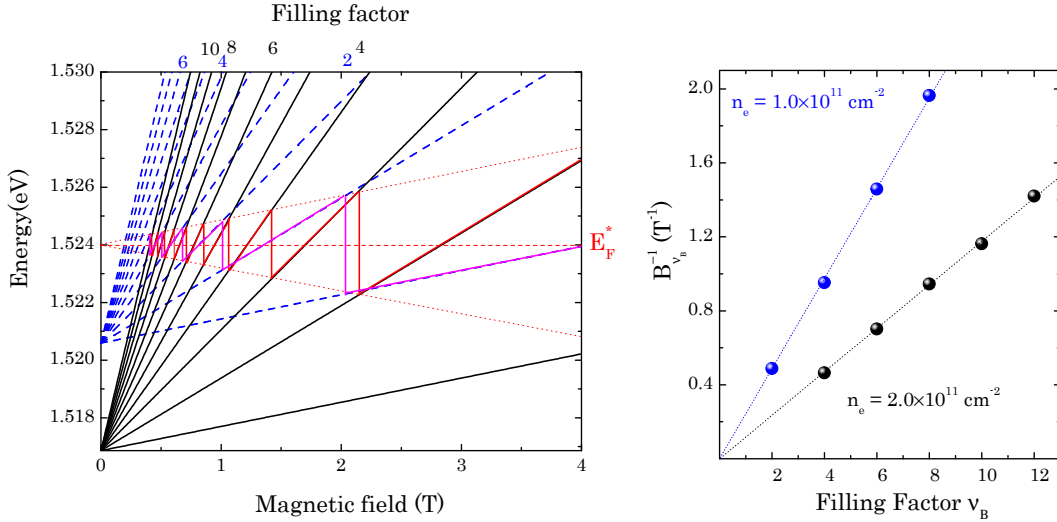 Filling factor
6 10 4 8 6 2 4
1.530
1.528
1.526
1.524
1.522
1.520
1.518
Energy(eV)
E*F
0 1 2 3 4
Magnetic field (T)
2.0
1.6
1.2
0.8
0.4
B⁻¹νB (T⁻¹)
nₑ = 1.0×10¹¹ cm⁻²
nₑ = 2.0×10¹¹ cm⁻²
2 4 6 8 10 12
Filling Factor νB